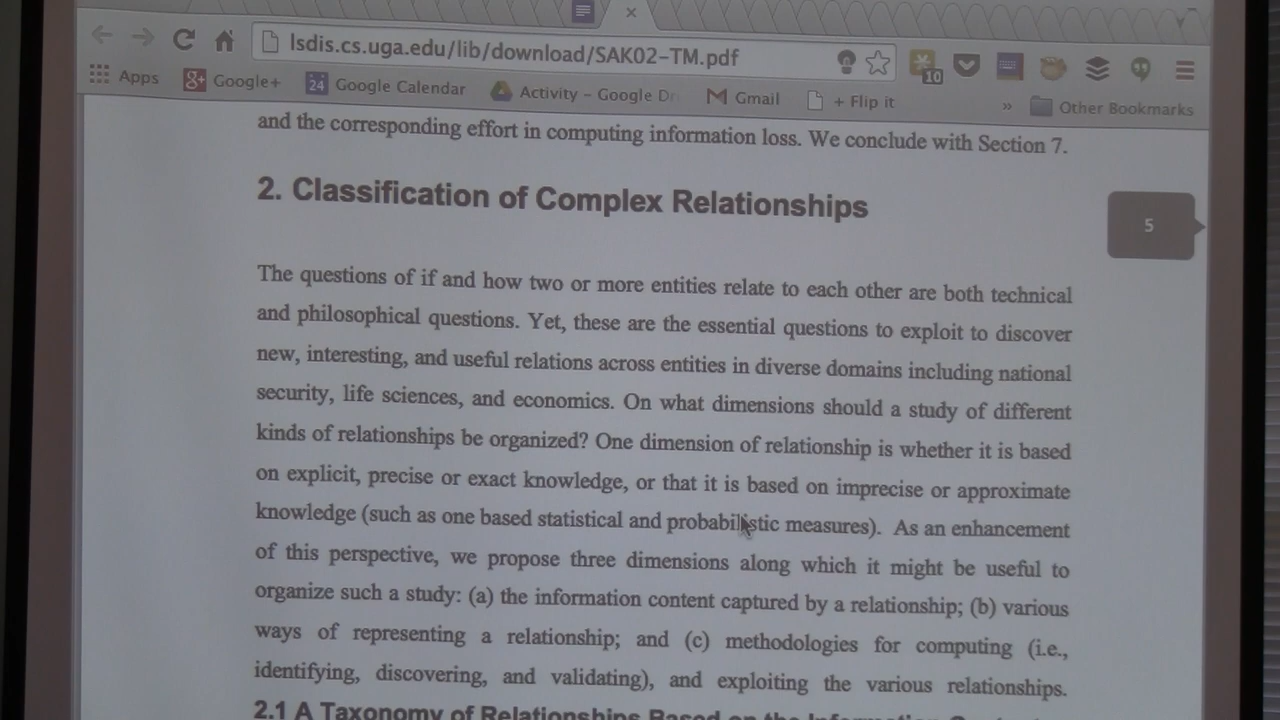 lsdis.cs.uga.edu/lib/download/SAK02-TM.pdf
10
Apps Google+ 24 Google Calendar Activity - Google Dr Gmail + Flip it » Other Bookmarks
and the corresponding effort in computing information loss. We conclude with Section 7.
2. Classification of Complex Relationships
5
The questions of if and how two or more entities relate to each other are both technical
and philosophical questions. Yet, these are the essential questions to exploit to discover
new, interesting, and useful relations across entities in diverse domains including national
security, life sciences, and economics. On what dimensions should a study of different
kinds of relationships be organized? One dimension of relationship is whether it is based
on explicit, precise or exact knowledge, or that it is based on imprecise or approximate
knowledge (such as one based statistical and probabilistic measures). As an enhancement
of this perspective, we propose three dimensions along which it might be useful to
organize such a study: (a) the information content captured by a relationship; (b) various
ways of representing a relationship; and (c) methodologies for computing (i.e.,
identifying, discovering, and validating), and exploiting the various relationships.
2.1 A Taxonomy of Relationships Based on the Information